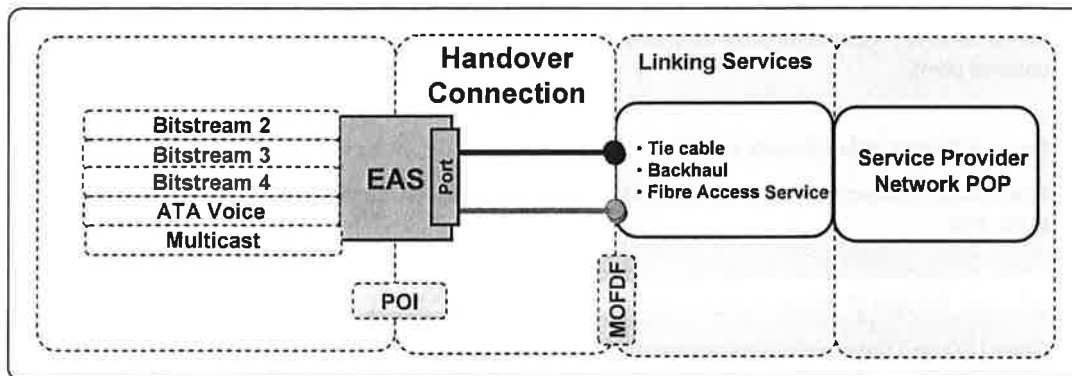 Handover
Connection
Linking Services
Bitstream 2
Bitstream 3
Bitstream 4
ATA Voice
Multicast
EAS
Port
• Tie cable
• Backhaul
• Fibre Access Service
Service Provider
Network POP
POI
MOFDF